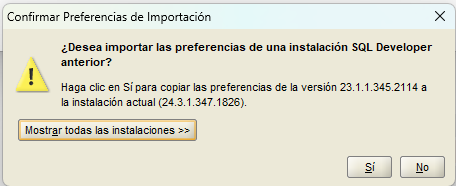 Confirmar Preferencias de Importación
¿Desea importar las preferencias de una instalación SQL Developer
anterior?
Haga clic en Sí para copiar las preferencias de la versión 23.1.1.345.2114 a
la instalación actual (24.3.1.347.1826).
Mostrar todas las instalaciones >>
Sí
No